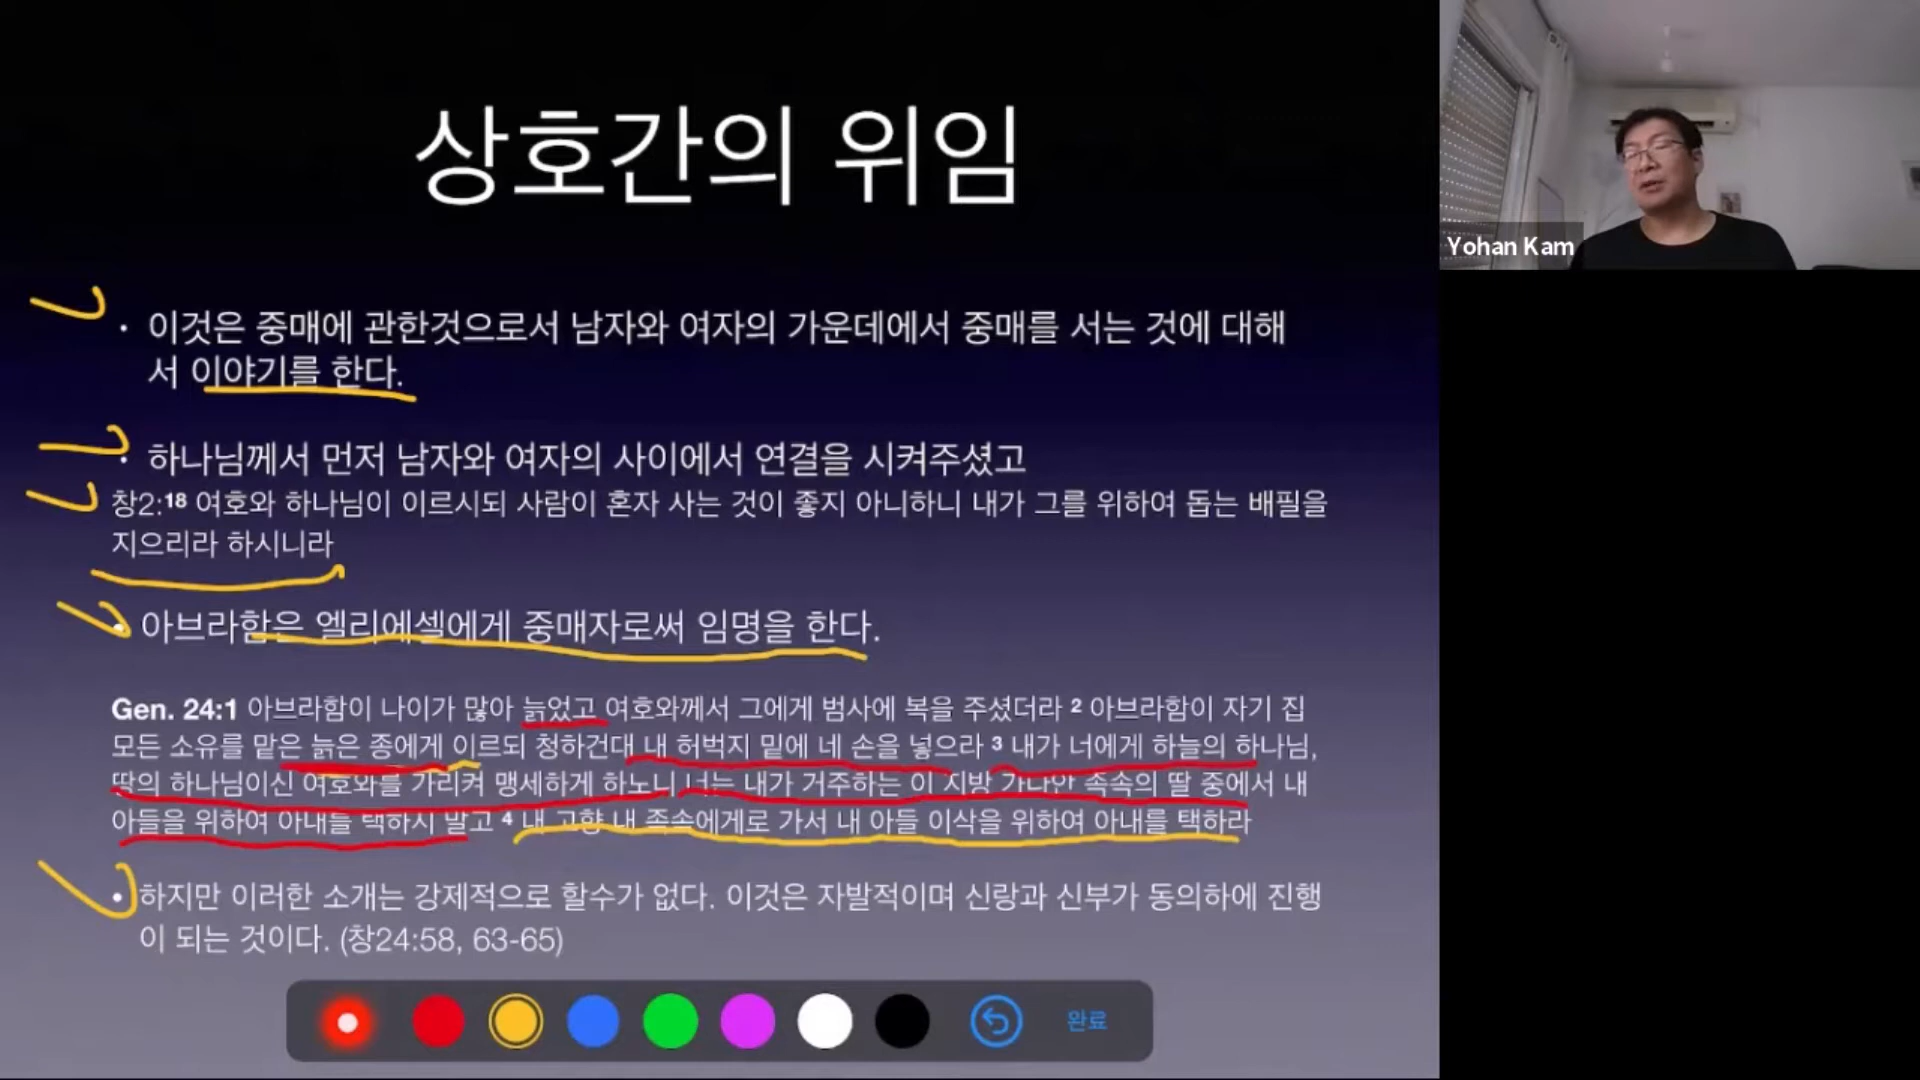 상호간의 위임
• 이것은 중매에 관한것으로서 남자와 여자의 가운데에서 중매를 서는 것에 대해
서 이야기를 한다.
• 하나님께서 먼저 남자와 여자의 사이에서 연결을 시켜주셨고
창2:18 여호와 하나님이 이르시되 사람이 혼자 사는 것이 좋지 아니하니 내가 그를 위하여 돕는 배필을
지으리라 하시니라
• 아브라함은 엘리에셀에게 중매자로써 임명을 한다.
Gen. 24:1 아브라함이 나이가 많아 늙었고 여호와께서 그에게 범사에 복을 주셨더라 2 아브라함이 자기 집
모든 소유를 맡은 늙은 종에게 이르되 청하건대 내 허벅지 밑에 네 손을 넣으라 3 내가 너에게 하늘의 하나님,
땅의 하나님이신 여호와를 가리켜 맹세하게 하노니 너는 내가 거주하는 이 지방 가나안 족속의 딸 중에서 내
아들을 위하여 아내를 택하지 말고 4 내 고향 내 족속에게로 가서 내 아들 이삭을 위하여 아내를 택하라
• 하지만 이러한 소개는 강제적으로 할수가 없다. 이것은 자발적이며 신랑과 신부가 동의하에 진행
이 되는 것이다. (창24:58, 63-65)
완료
Yohan Kam